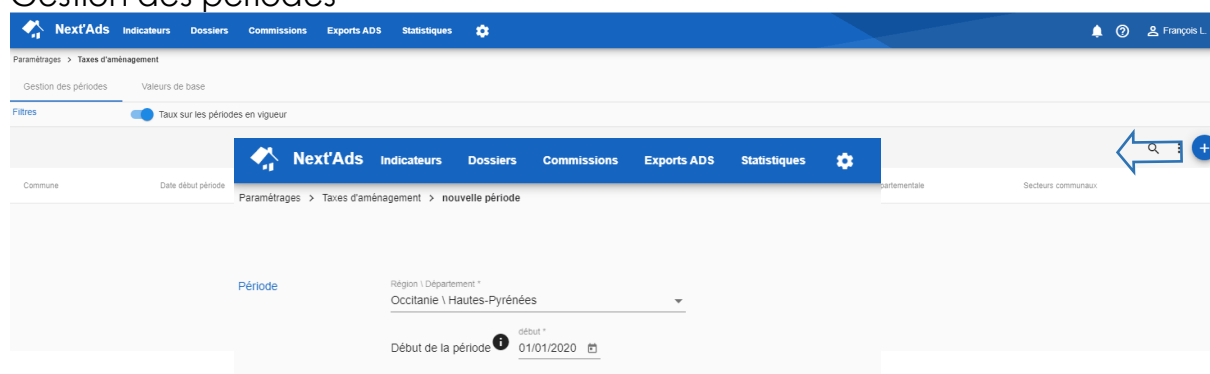 Gestion des périodes
Next'Ads Indicateurs Dossiers Commissions Exports ADS Statistiques François L.
Paramétrages > Taxes d'aménagement
Gestion des périodes Valeurs de base
Filtres Taux sur les périodes en vigueur
Commune Date début période partementale Secteurs communaux
Next'Ads Indicateurs Dossiers Commissions Exports ADS Statistiques
Paramétrages > Taxes d'aménagement > nouvelle période
Période
Région \ Département *
Occitanie \ Hautes-Pyrénées
début *
Début de la période 01/01/2020